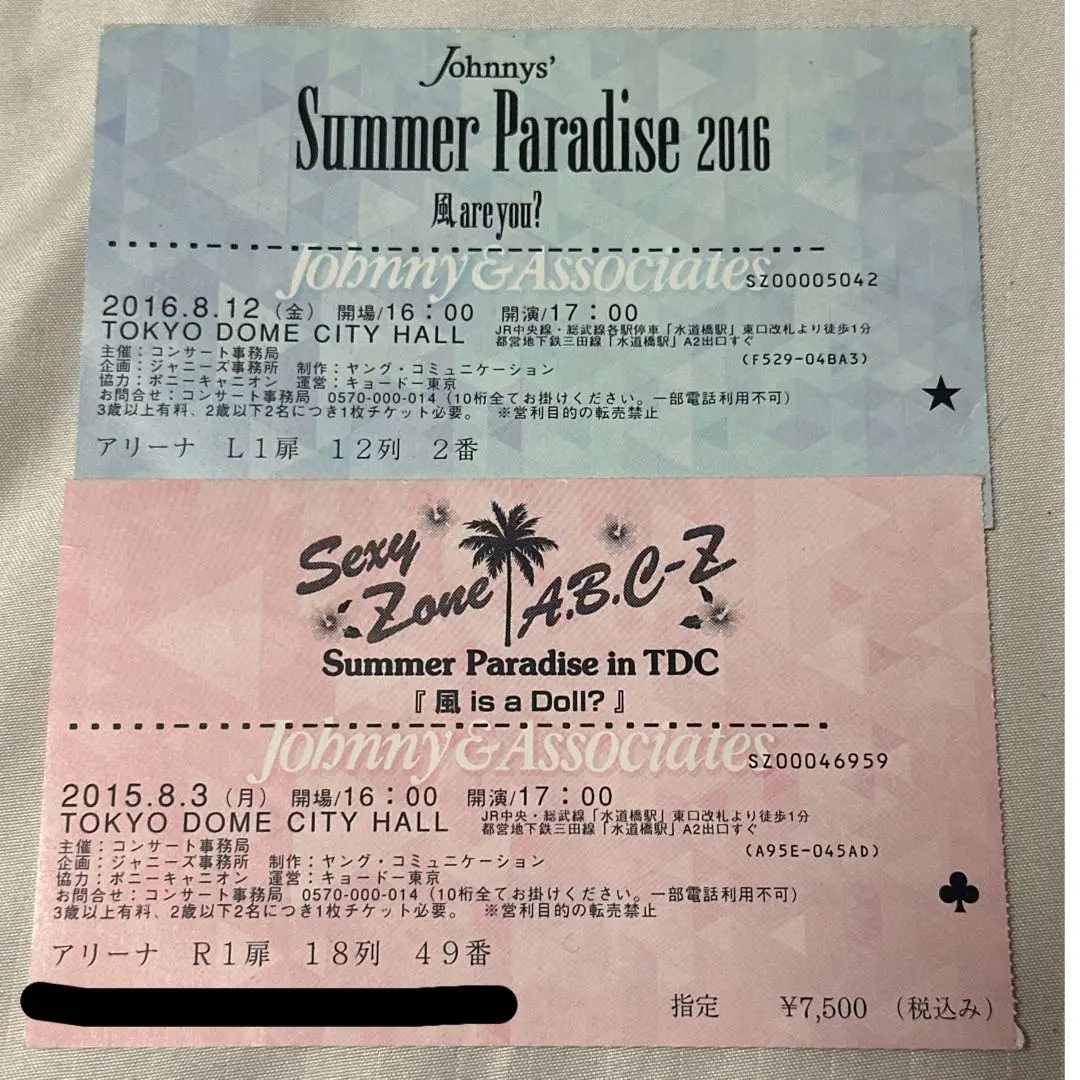 Johnnys'
Summer Paradise 2016
風 are you?
Johnny&Associates
SZ00005042
2016.8.12（金） 開場/16：00 開演/17：00
TOKYO DOME CITY HALL
JR中央線・総武線各駅停車「水道橋駅」東口改札より徒歩1分
都営地下鉄三田線「水道橋駅」A2出口すぐ
主催：コンサート事務局
(F529-04BA3)
企画：ジャニーズ事務所 制作：ヤング・コミュニケーション
協力：ポニーキャニオン 運営：キョードー東京
お問合せ：コンサート事務局 0570-000-014（10桁全てお掛けください。一部電話利用不可）
3歳以上有料、2歳以下2名につき1枚チケット必要。 ※営利目的の転売禁止
★
アリーナ L1扉 12列 2番
Sexy Zone A.B.C-Z
Summer Paradise in TDC
『風 is a Doll?』
Johnny&Associates
SZ00046959
2015.8.3（月） 開場/16：00 開演/17：00
TOKYO DOME CITY HALL
JR中央・総武線「水道橋駅」東口改札より徒歩1分
都営地下鉄三田線「水道橋駅」A2出口すぐ
主催：コンサート事務局
(A95E-045AD)
企画：ジャニーズ事務所 制作：ヤング・コミュニケーション
協力：ポニーキャニオン 運営：キョードー東京
お問合せ：コンサート事務局 0570-000-014（10桁全てお掛けください。一部電話利用不可）
3歳以上有料、2歳以下2名につき1枚チケット必要。 ※営利目的の転売禁止
♣
アリーナ R1扉 18列 49番
指定 ¥7,500 （税込み）